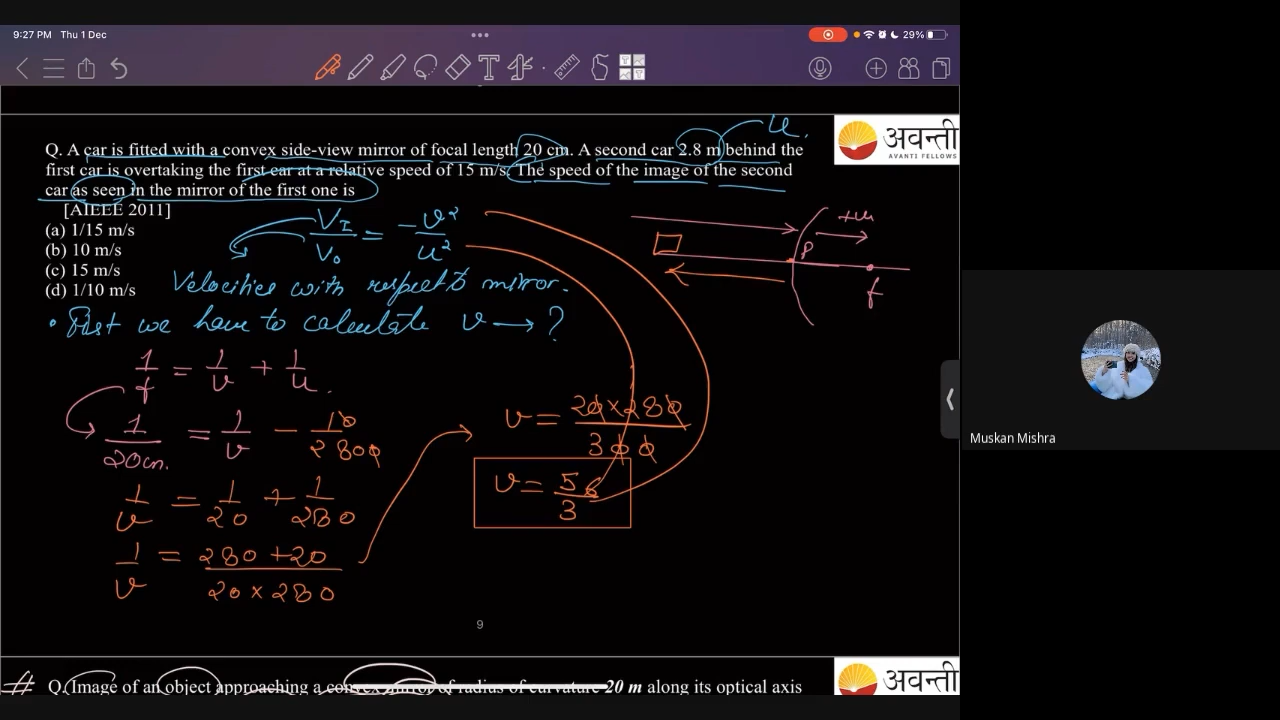 9:27 PM Thu 1 Dec
29%
u.
अवन्ती
AVANTI FELLOWS
Q. A car is fitted with a convex side-view mirror of focal length 20 cm. A second car 2.8 m behind the
first car is overtaking the first car at a relative speed of 15 m/s. The speed of the image of the second
car as seen in the mirror of the first one is
[AIEEE 2011]
(a) 1/15 m/s
(b) 10 m/s
(c) 15 m/s
(d) 1/10 m/s
V_I/V_o = -v²/u²
Velocities with respect to mirror.
• First we have to calculate v → ?
+ve
P
f
1/f = 1/v + 1/u.
1/20cm. = 1/v - 10/2800
1/v = 1/20 + 1/280
1/v = 280+20/20×280
v = 20×280/300
v = 56/3
9
Muskan Mishra
# Q. Image of an object approaching a convex mirror of radius of curvature 20 m along its optical axis
अवन्ती